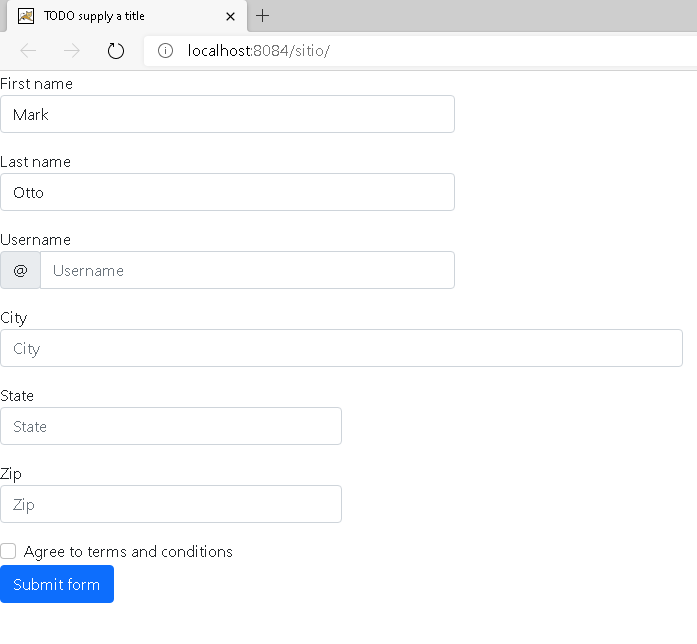 TODO supply a title
localhost:8084/sitio/
First name
Mark
Last name
Otto
Username
@ Username
City
City
State
State
Zip
Zip
Agree to terms and conditions
Submit form